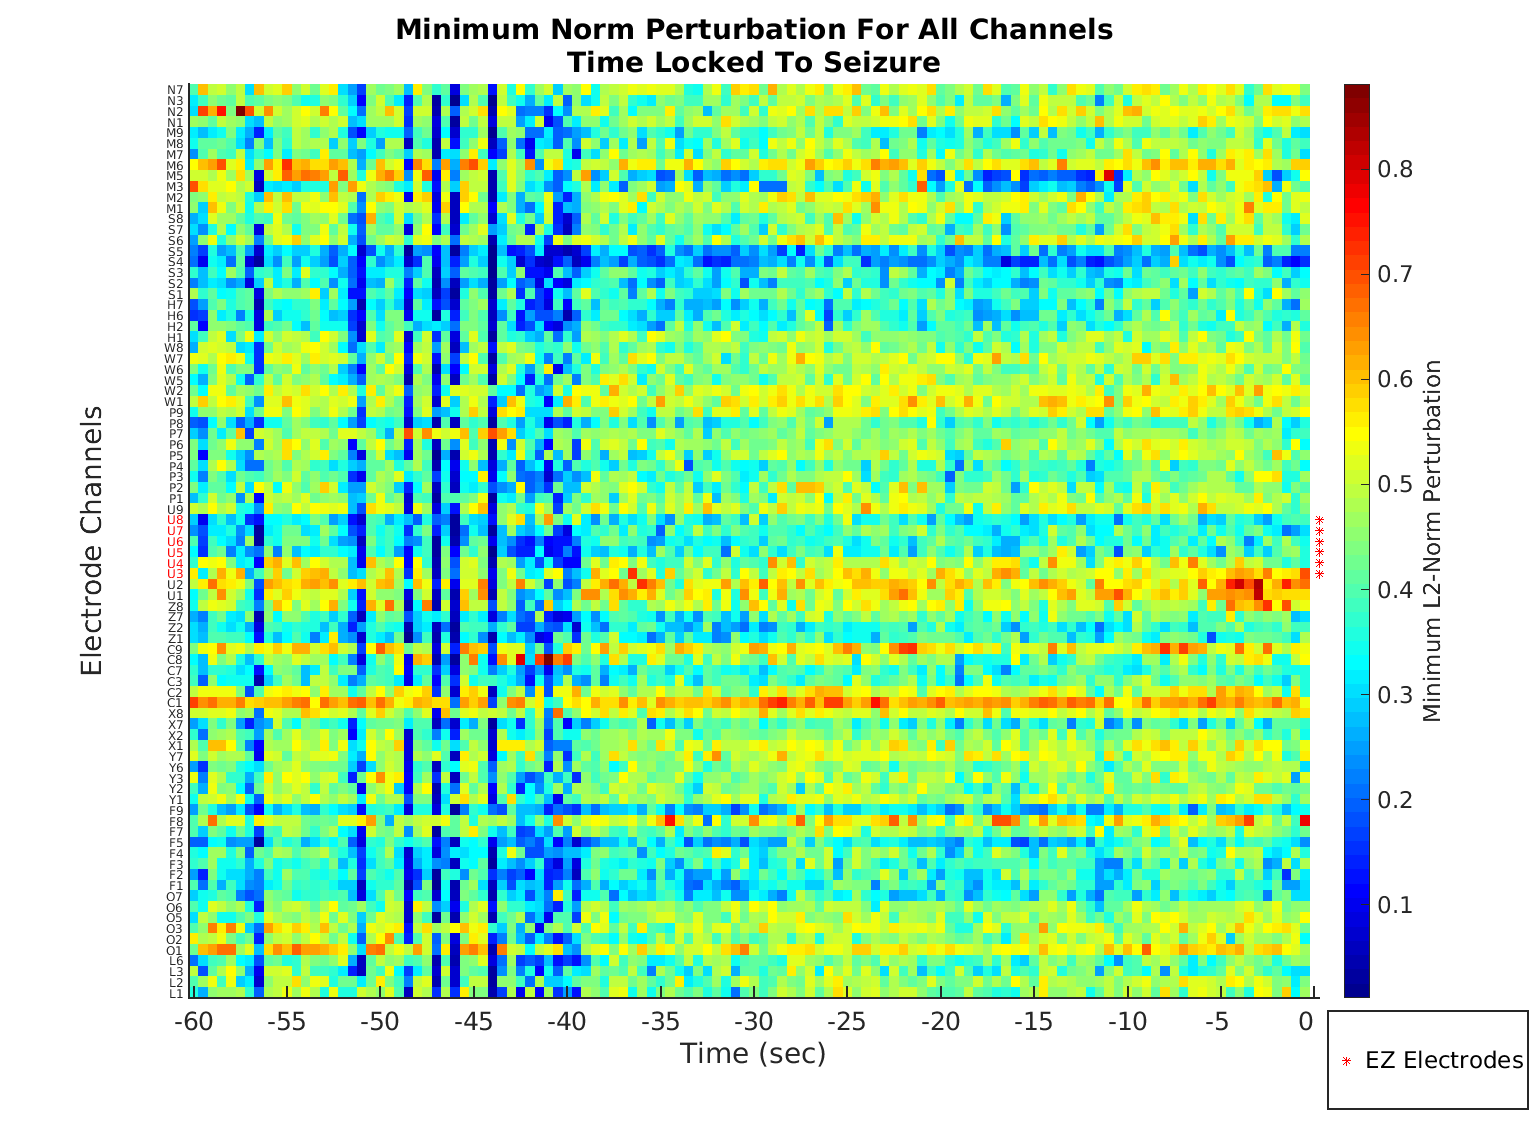 Minimum Norm Perturbation For All Channels
Time Locked To Seizure
Electrode Channels
N7
N3
N2
N1
M9
M8
M7
M6
M5
M3
M2
M1
S8
S7
S6
S5
S4
S3
S2
S1
H7
H6
H2
H1
W8
W7
W6
W5
W2
W1
P9
P8
P7
P6
P5
P4
P3
P2
P1
U9
U8
U7
U6
U5
U4
U3
U2
U1
Z8
Z7
Z2
Z1
C9
C8
C7
C3
C2
C1
X8
X7
X2
X1
Y7
Y6
Y3
Y2
Y1
F9
F8
F7
F5
F4
F3
F2
F1
O7
O6
O5
O3
O2
O1
L6
L3
L2
L1
-60 -55 -50 -45 -40 -35 -30 -25 -20 -15 -10 -5 0
Time (sec)
0.8
0.7
0.6
0.5
0.4
0.3
0.2
0.1
Minimum L2-Norm Perturbation
EZ Electrodes